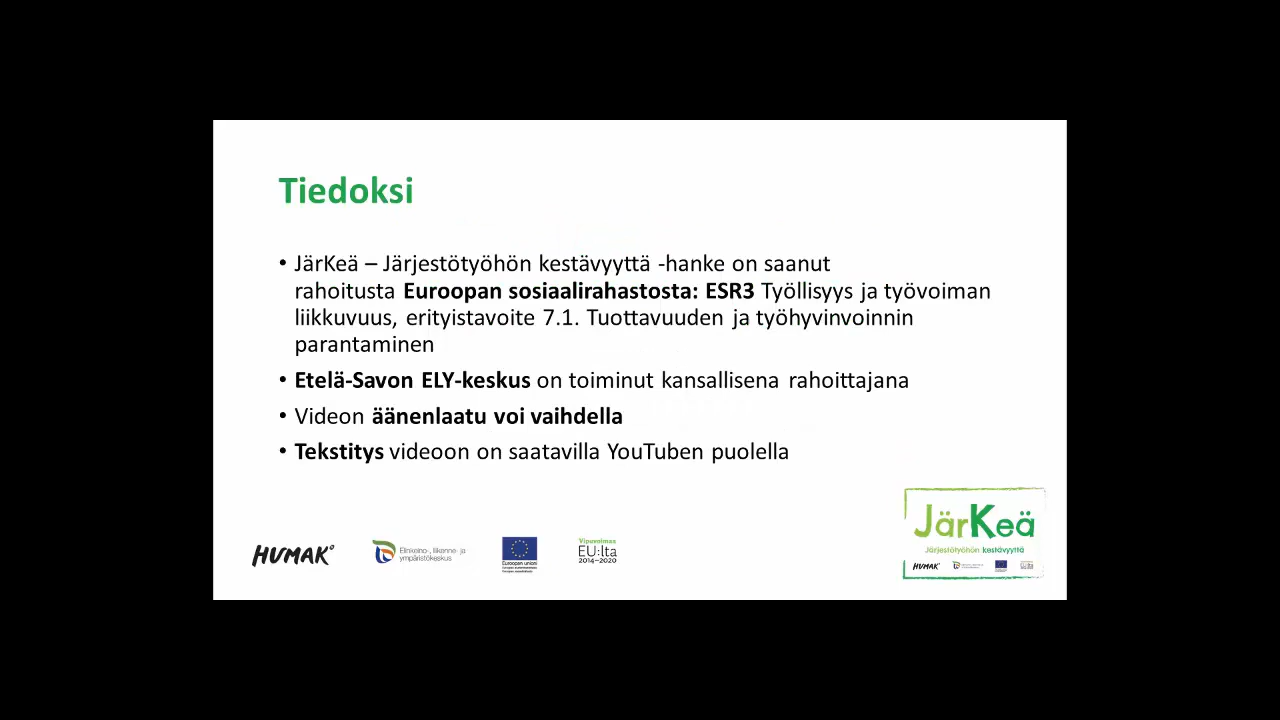 Tiedoksi
• JärKeä – Järjestötyöhön kestävyyttä -hanke on saanut
rahoitusta Euroopan sosiaalirahastosta: ESR3 Työllisyys ja työvoiman
liikkuvuus, erityistavoite 7.1. Tuottavuuden ja työhyvinvoinnin
parantaminen
• Etelä-Savon ELY-keskus on toiminut kansallisena rahoittajana
• Videon äänenlaatu voi vaihdella
• Tekstitys videoon on saatavilla YouTuben puolella
HUMAK
Elinkeino-, liikenne- ja
ympäristökeskus
Euroopan unioni
Vipuvoimaa
EU:lta
2014–2020
JärKeä
Järjestötyöhön kestävyyttä
HUMAK